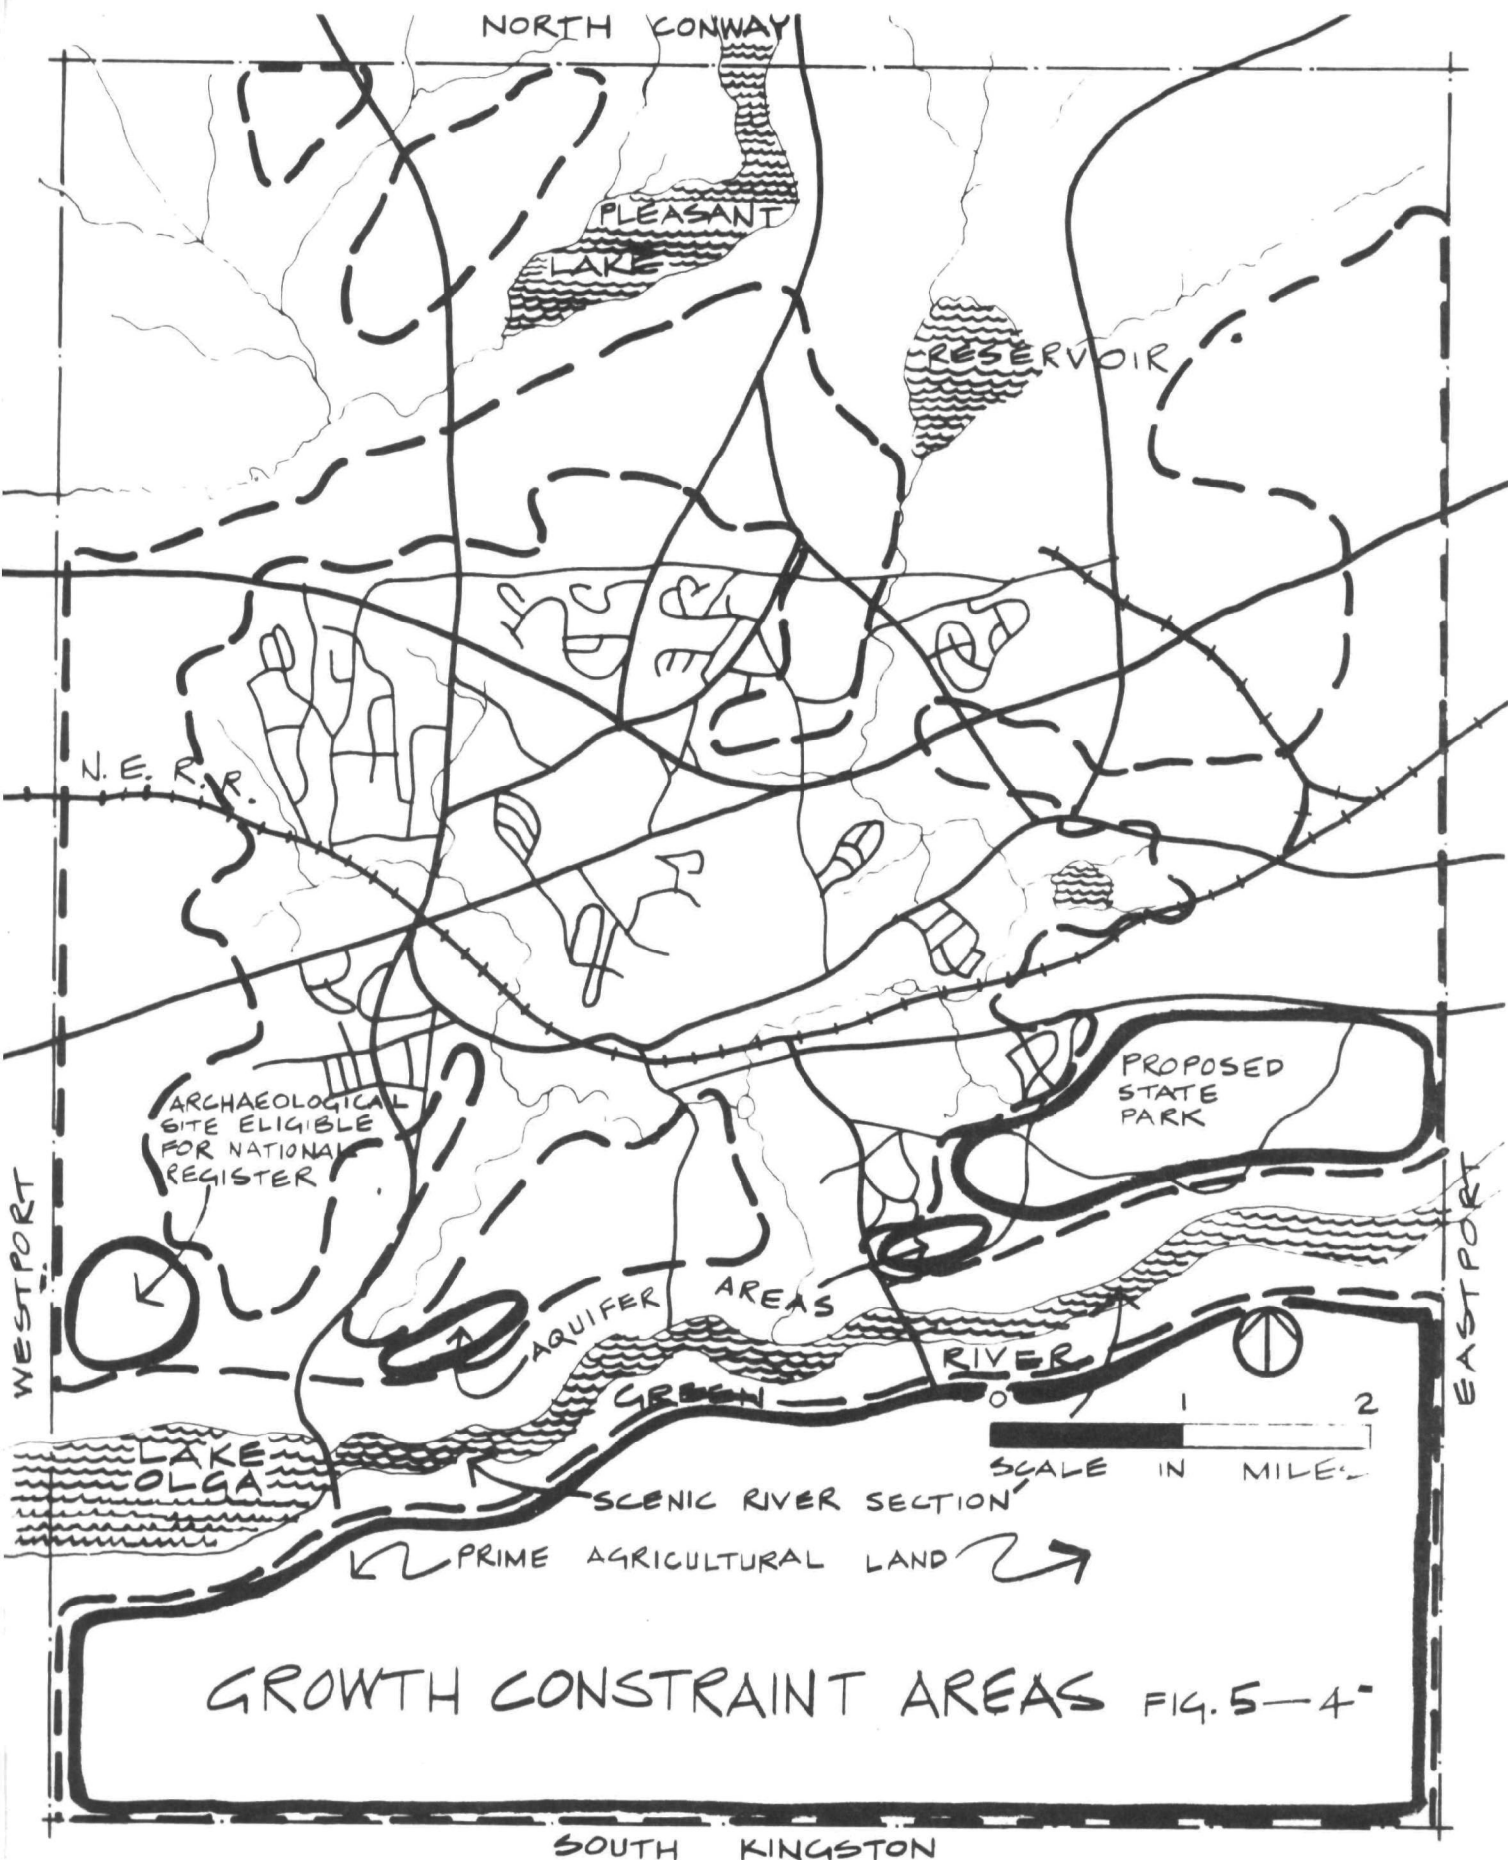 NORTH CONWAY
PLEASANT
LAKE
RESERVOIR
N. E. R. R.
ARCHAEOLOGICAL
SITE ELIGIBLE
FOR NATIONAL
REGISTER
PROPOSED
STATE
PARK
WESTPORT
EASTPORT
AQUIFER AREAS
GREEN RIVER
LAKE
OLGA
0 1 2
SCALE IN MILES
SCENIC RIVER SECTION
PRIME AGRICULTURAL LAND
GROWTH CONSTRAINT AREAS FIG. 5-4
SOUTH KINGSTON